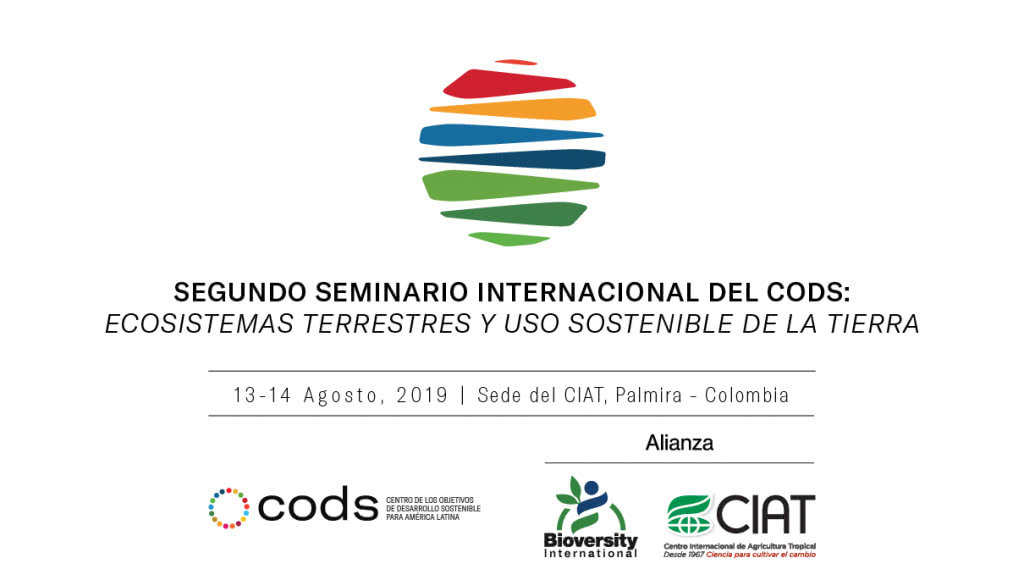 SEGUNDO SEMINARIO INTERNACIONAL DEL CODS:
ECOSISTEMAS TERRESTRES Y USO SOSTENIBLE DE LA TIERRA
13-14 Agosto, 2019 | Sede del CIAT, Palmira - Colombia
Alianza
cods
CENTRO DE LOS OBJETIVOS
DE DESARROLLO SOSTENIBLE
PARA AMÉRICA LATINA
Bioversity
International
CIAT
Centro Internacional de Agricultura Tropical
Desde 1967 Ciencia para cultivar el cambio